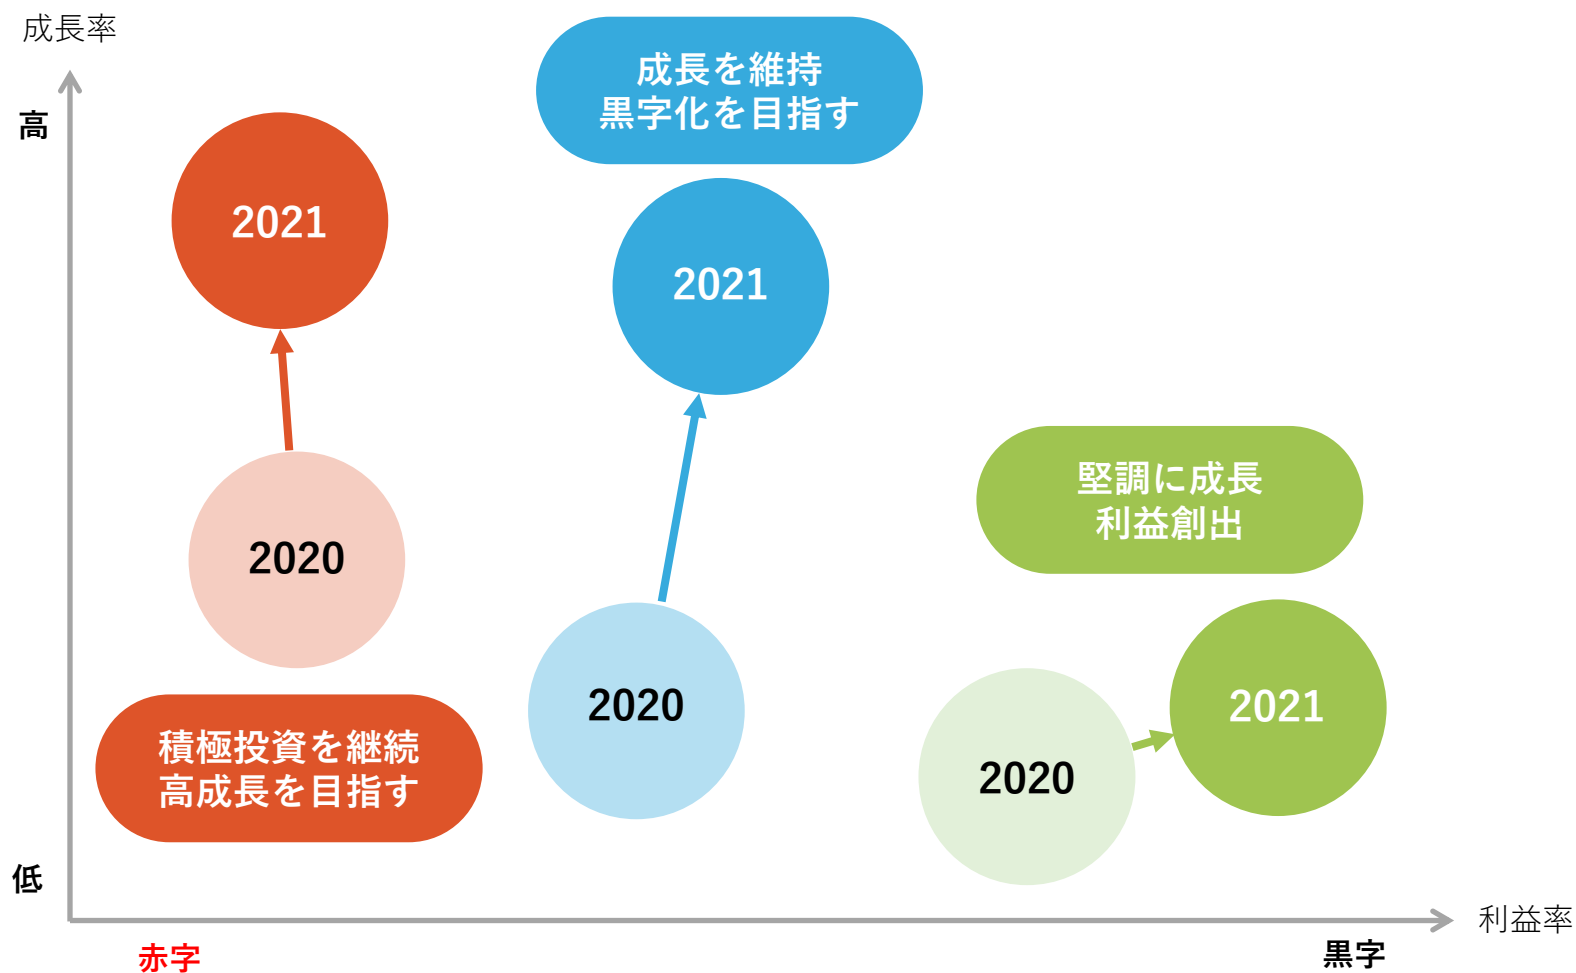 成長率
高
成長を維持
黒字化を目指す
2021
2021
堅調に成長
利益創出
2020
2020
2021
2020
積極投資を継続
高成長を目指す
低
利益率
赤字
黒字